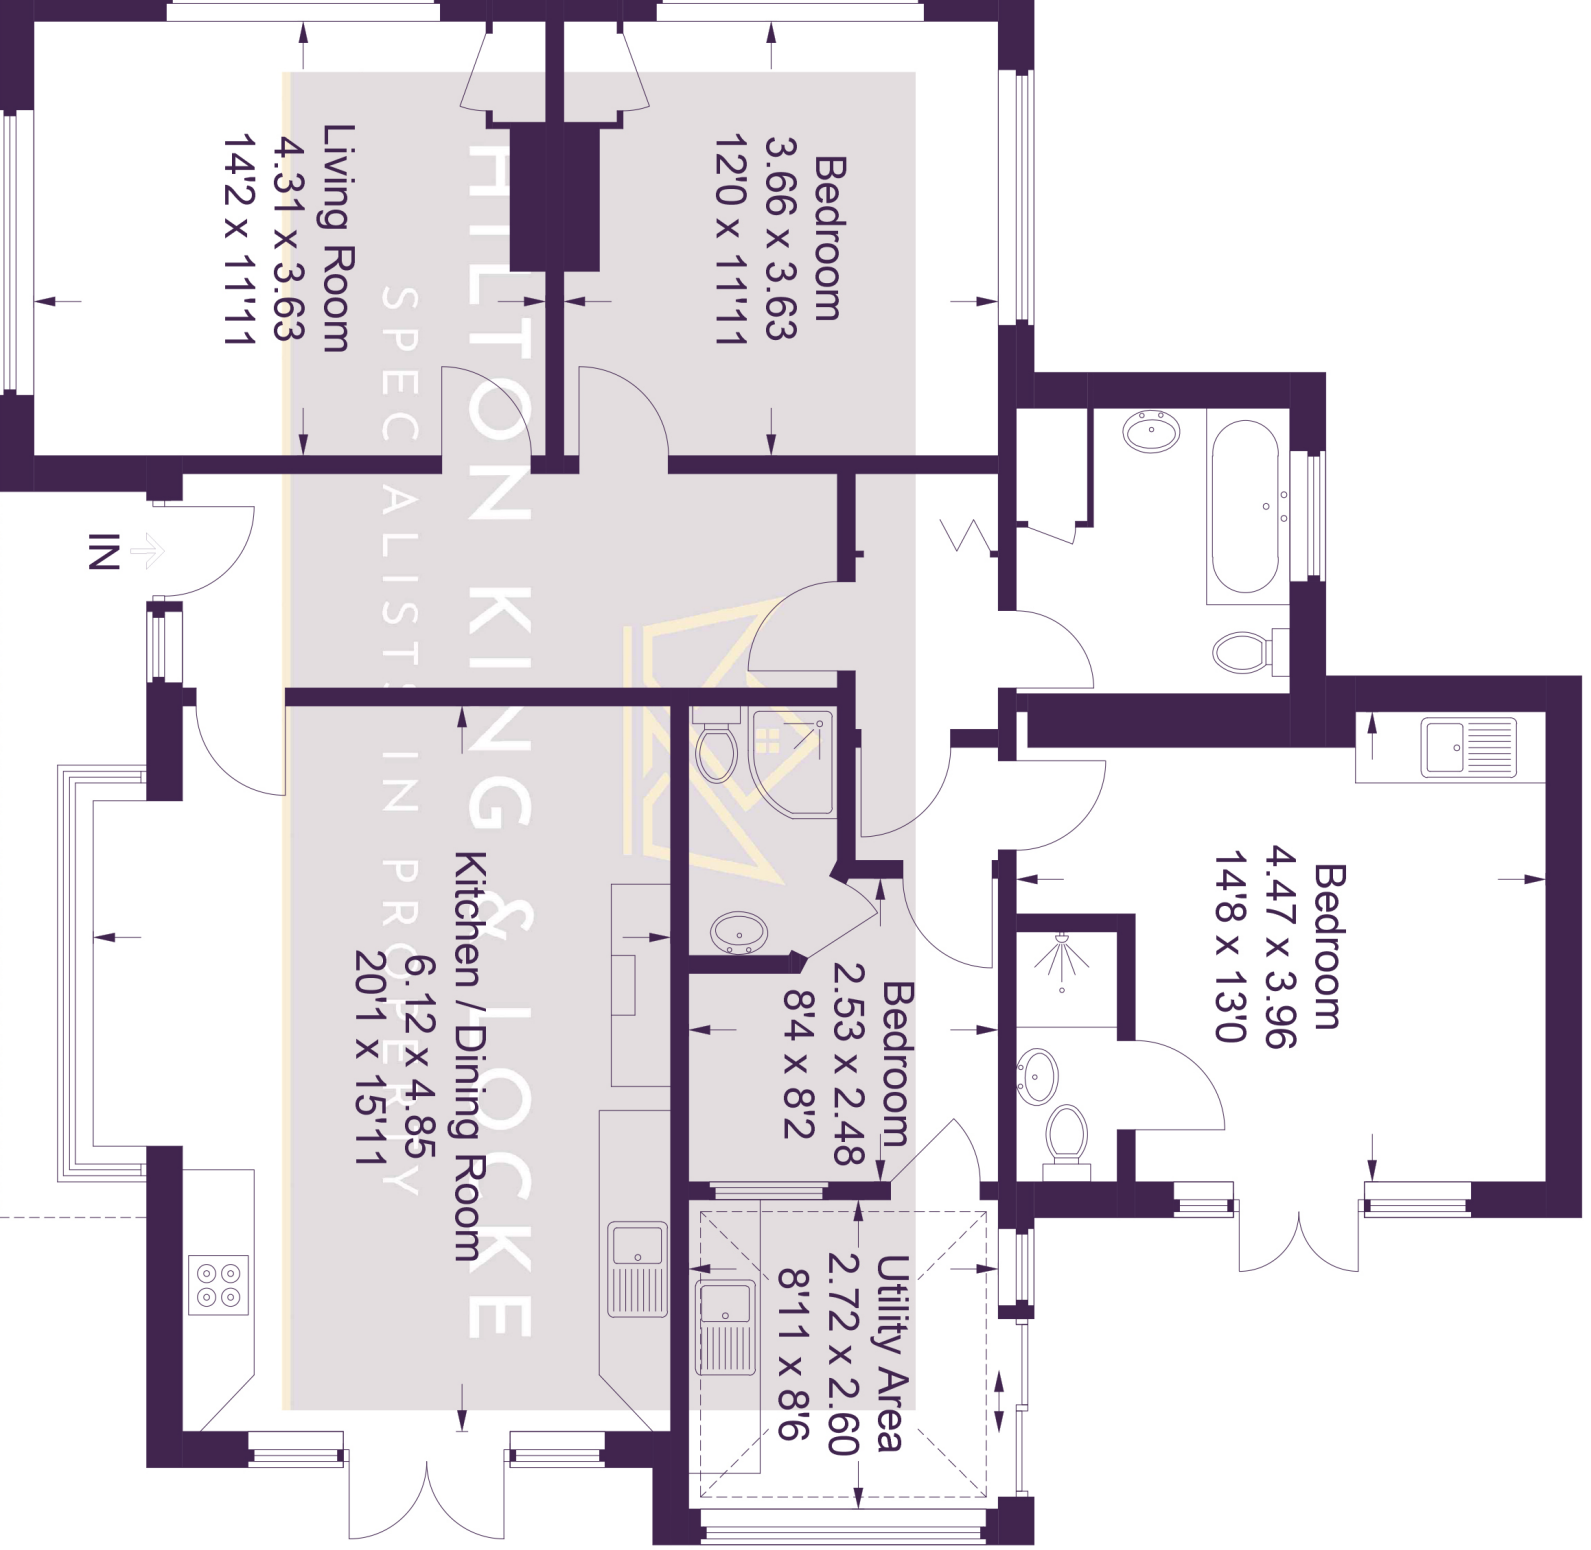 Living Room
4.31 x 3.63
14'2 x 11'11
Bedroom
3.66 x 3.63
12'0 x 11'11
IN
Kitchen / Dining Room
6.12 x 4.85
20'1 x 15'11
Bedroom
2.53 x 2.48
8'4 x 8'2
Utility Area
2.72 x 2.60
8'11 x 8'6
Bedroom
4.47 x 3.96
14'8 x 13'0
HILTON KING & LOCKE
SPECIALISTS IN PROPERTY